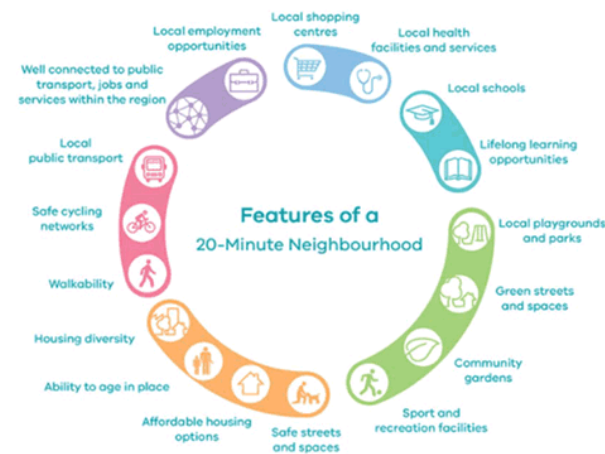 Features of a
20-Minute Neighbourhood
Local shopping
centres
Local health
facilities and services
Local schools
Lifelong learning
opportunities
Local playgrounds
and parks
Green streets
and spaces
Community
gardens
Sport and
recreation facilities
Safe streets
and spaces
Affordable housing
options
Ability to age in place
Housing diversity
Walkability
Safe cycling
networks
Local
public transport
Well connected to public
transport, jobs and
services within the region
Local employment
opportunities